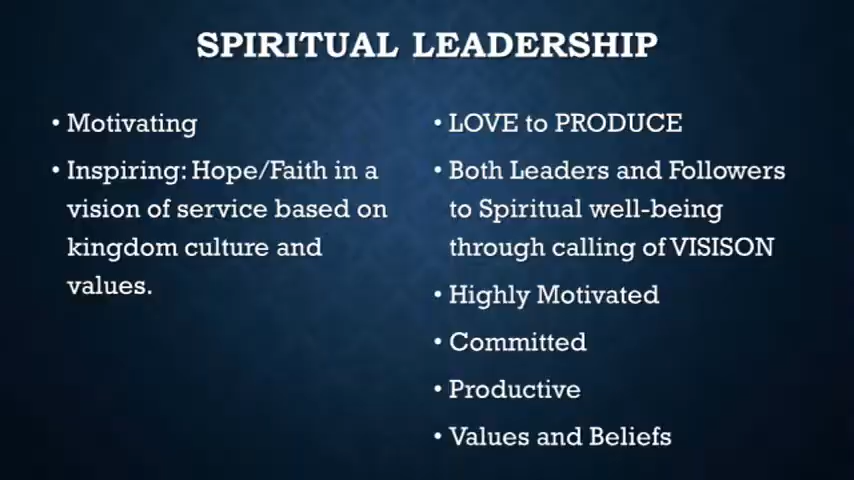 SPIRITUAL LEADERSHIP
• Motivating
• Inspiring: Hope/Faith in a
vision of service based on
kingdom culture and
values.
• LOVE to PRODUCE
• Both Leaders and Followers
to Spiritual well-being
through calling of VISISON
• Highly Motivated
• Committed
• Productive
• Values and Beliefs